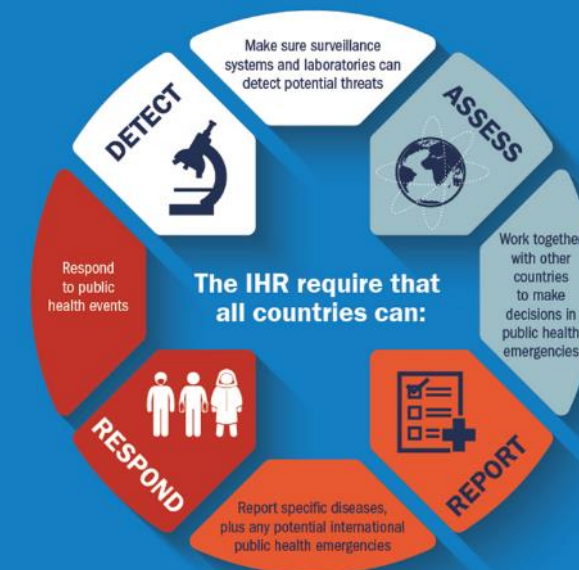 DETECT
Make sure surveillance
systems and laboratories can
detect potential threats
ASSESS
Work together
with other
countries
to make
decisions in
public health
emergencies
The IHR require that
all countries can:
REPORT
Report specific diseases,
plus any potential international
public health emergencies
RESPOND
Respond
to public
health events